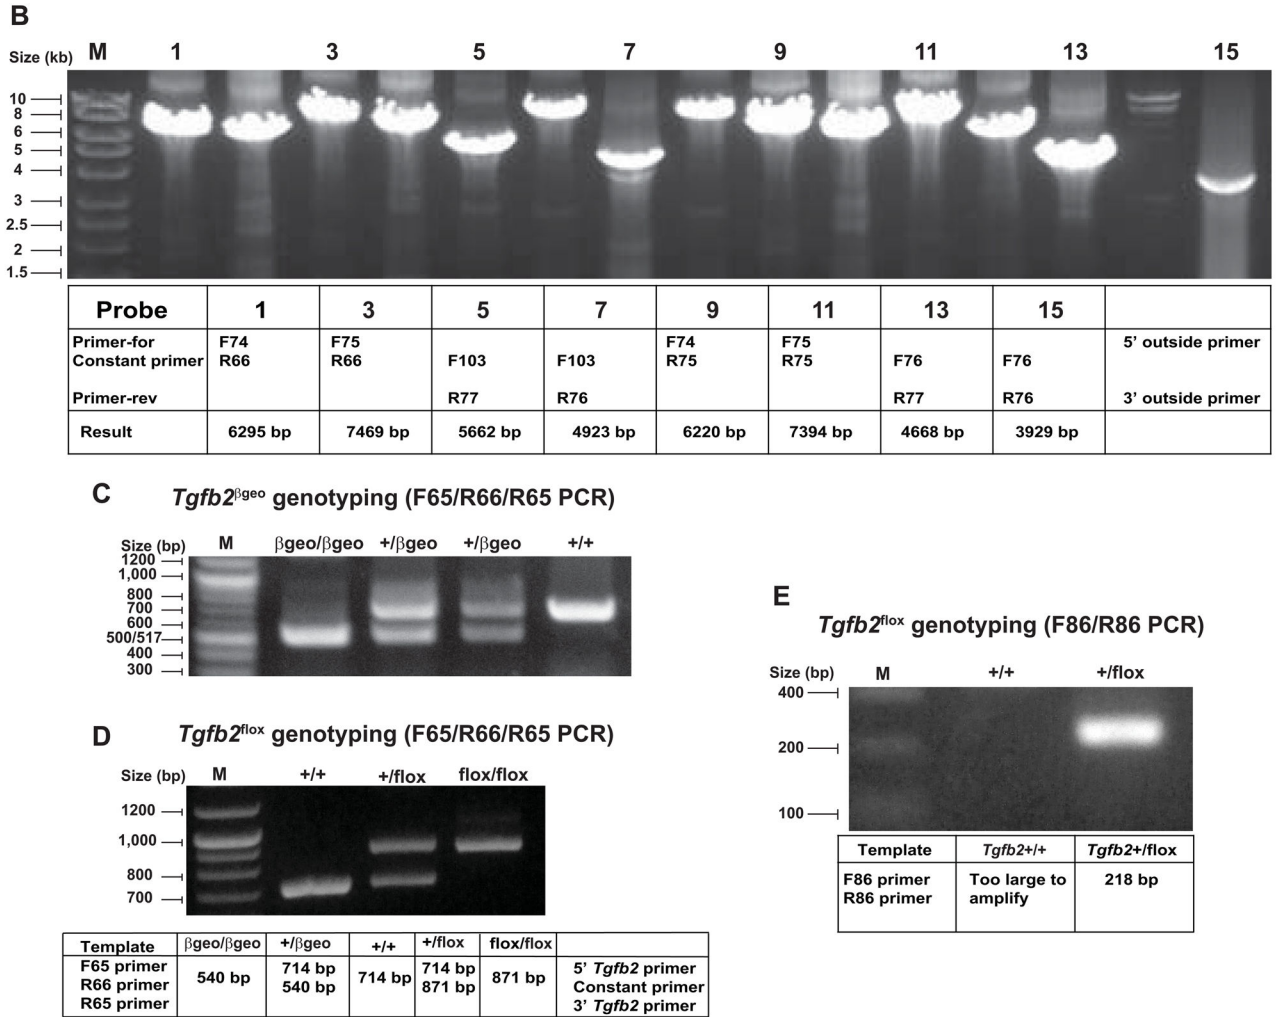 B
Size (kb) M 1 3 5 7 9 11 13 15
10
8
6
5
4
3
2.5
2
1.5
Probe 1 3 5 7 9 11 13 15
Primer-for F74 F75 F74 F75 5' outside primer
Constant primer R66 R66 F103 F103 R75 R75 F76 F76
Primer-rev R77 R76 R77 R76 3' outside primer
Result 6295 bp 7469 bp 5662 bp 4923 bp 6220 bp 7394 bp 4668 bp 3929 bp
C
Tgfb2βgeo genotyping (F65/R66/R65 PCR)
Size (bp) M βgeo/βgeo +/βgeo +/βgeo +/+
1200
1,000
800
700
600
500/517
400
300
D
Tgfb2flox genotyping (F65/R66/R65 PCR)
Size (bp) M +/+ +/flox flox/flox
1200
1,000
800
700
Template βgeo/βgeo +/βgeo +/+ +/flox flox/flox
F65 primer 714 bp 714 bp 5' Tgfb2 primer
R66 primer 540 bp 540 bp 714 bp 871 bp 871 bp Constant primer
R65 primer 3' Tgfb2 primer
E
Tgfb2flox genotyping (F86/R86 PCR)
Size (bp) M +/+ +/flox
400
200
100
Template Tgfb2+/+ Tgfb2+/flox
F86 primer Too large to 218 bp
R86 primer amplify